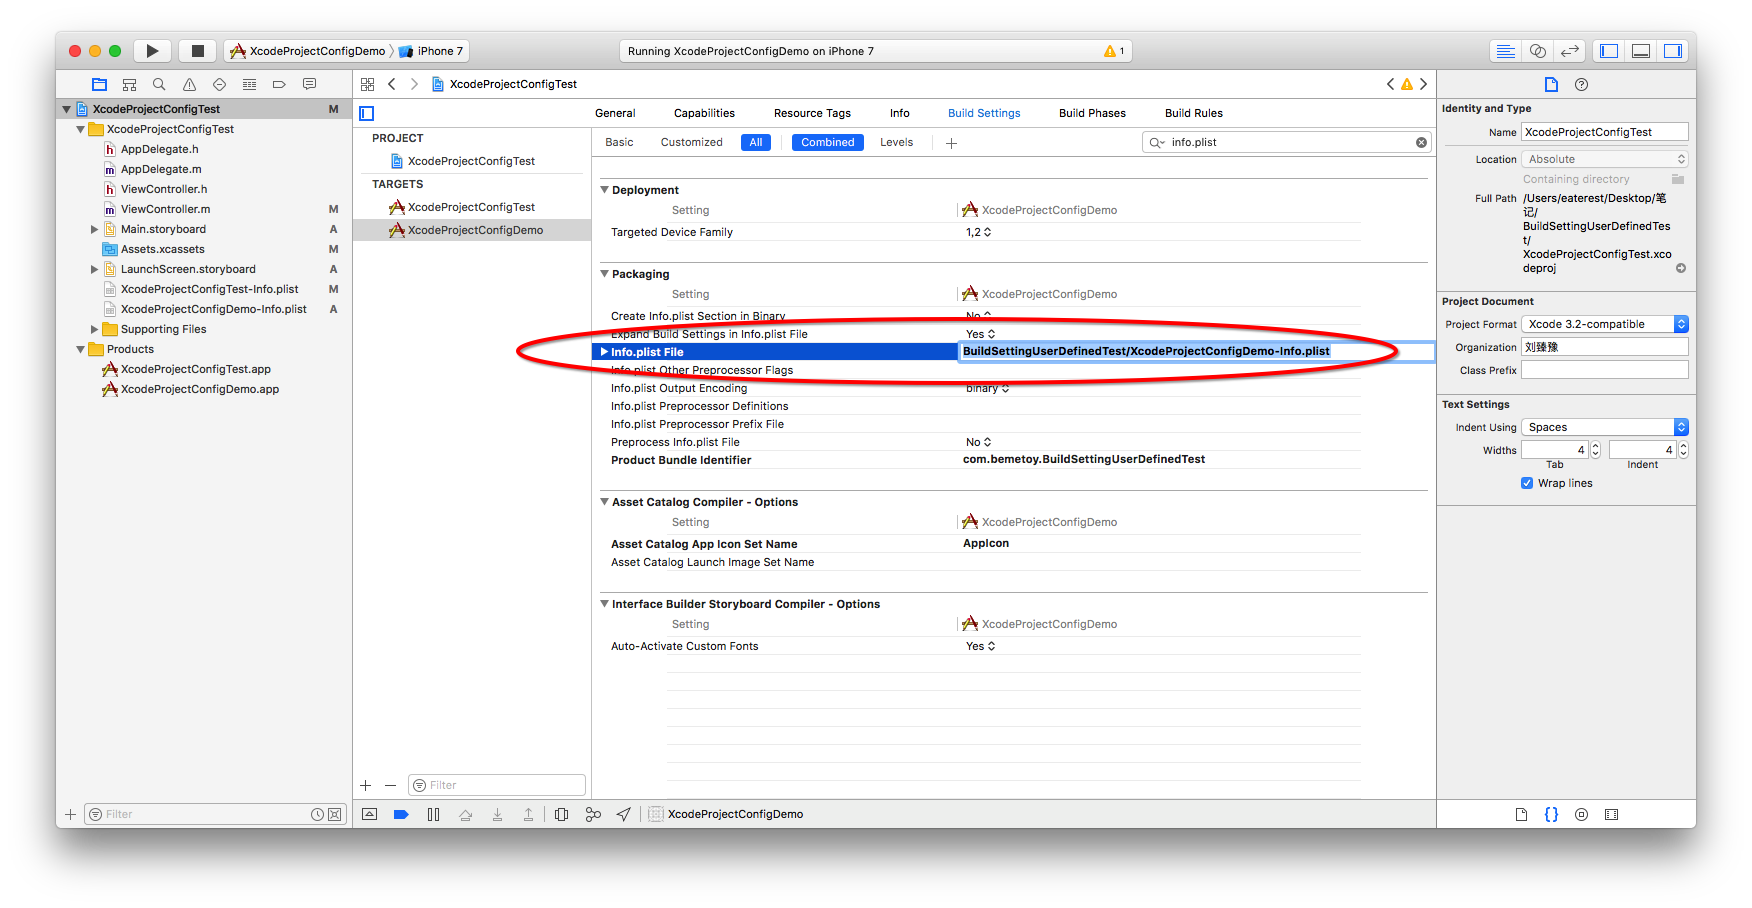 XcodeProjectConfigDemo
iPhone 7
Running XcodeProjectConfigDemo on iPhone 7
1
XcodeProjectConfigTest M
XcodeProjectConfigTest
AppDelegate.h
AppDelegate.m
ViewController.h
ViewController.m M
Main.storyboard A
Assets.xcassets M
LaunchScreen.storyboard A
XcodeProjectConfigTest-Info.plist M
XcodeProjectConfigDemo-Info.plist A
Supporting Files
Products
XcodeProjectConfigTest.app
XcodeProjectConfigDemo.app
Filter
XcodeProjectConfigTest
General Capabilities Resource Tags Info Build Settings Build Phases Build Rules
PROJECT
XcodeProjectConfigTest
TARGETS
XcodeProjectConfigTest
XcodeProjectConfigDemo
Filter
Basic Customized All Combined Levels
info.plist
Deployment
Setting XcodeProjectConfigDemo
Targeted Device Family 1,2
Packaging
Setting XcodeProjectConfigDemo
Create Info.plist Section in Binary No
Expand Build Settings in Info.plist File Yes
Info.plist File BuildSettingUserDefinedTest/XcodeProjectConfigDemo-Info.plist
Info.plist Other Preprocessor Flags
Info.plist Output Encoding binary
Info.plist Preprocessor Definitions
Info.plist Preprocessor Prefix File
Preprocess Info.plist File No
Product Bundle Identifier com.bemetoy.BuildSettingUserDefinedTest
Asset Catalog Compiler - Options
Setting XcodeProjectConfigDemo
Asset Catalog App Icon Set Name AppIcon
Asset Catalog Launch Image Set Name
Interface Builder Storyboard Compiler - Options
Setting XcodeProjectConfigDemo
Auto-Activate Custom Fonts Yes
XcodeProjectConfigDemo
Identity and Type
Name XcodeProjectConfigTest
Location Absolute
Containing directory
Full Path /Users/eaterest/Desktop/笔
记/
BuildSettingUserDefinedTes
t/
XcodeProjectConfigTest.xco
deproj
Project Document
Project Format Xcode 3.2-compatible
Organization 刘臻豫
Class Prefix
Text Settings
Indent Using Spaces
Widths 4 4
Tab Indent
Wrap lines